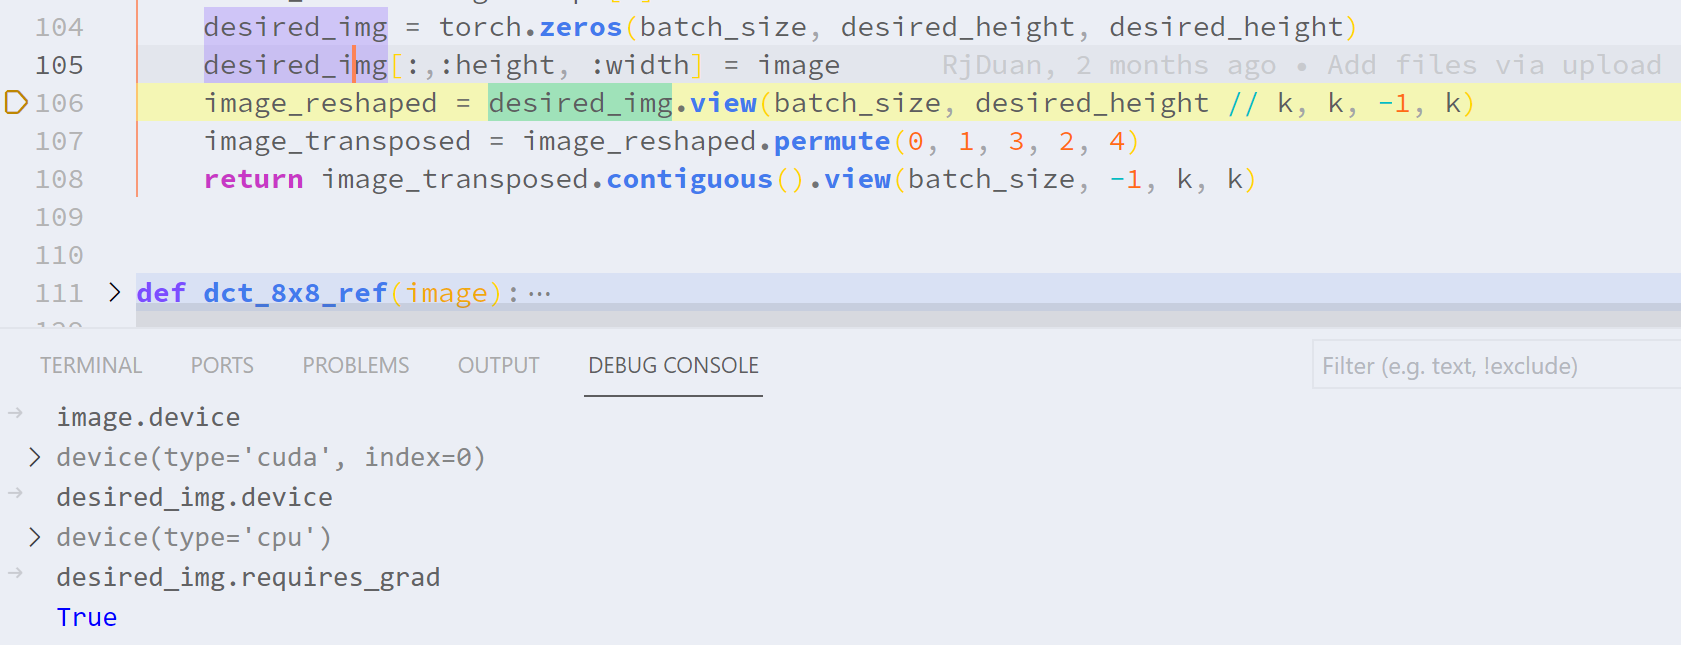 104 desired_img = torch.zeros(batch_size, desired_height, desired_height)
105 desired_img[:,:height, :width] = image RjDuan, 2 months ago • Add files via upload
106 image_reshaped = desired_img.view(batch_size, desired_height // k, k, -1, k)
107 image_transposed = image_reshaped.permute(0, 1, 3, 2, 4)
108 return image_transposed.contiguous().view(batch_size, -1, k, k)
109
110
111 > def dct_8x8_ref(image):⋯
TERMINAL PORTS PROBLEMS OUTPUT DEBUG CONSOLE Filter (e.g. text, !exclude)
→ image.device
> device(type='cuda', index=0)
→ desired_img.device
> device(type='cpu')
→ desired_img.requires_grad
True